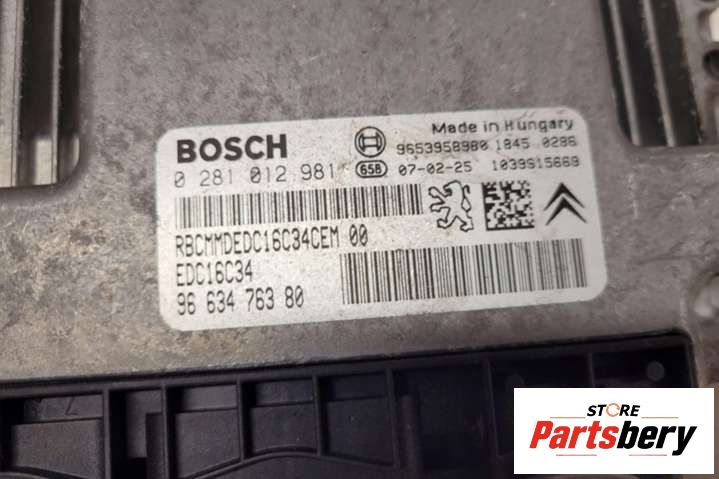 Made in Hungary
BOSCH 9653958980 1845 0286
0 281 012 981 658 07-02-25 1039S15669
RBCMMDEDC16C34CEM 00
EDC16C34
96 634 763 80
STORE
Partsbery